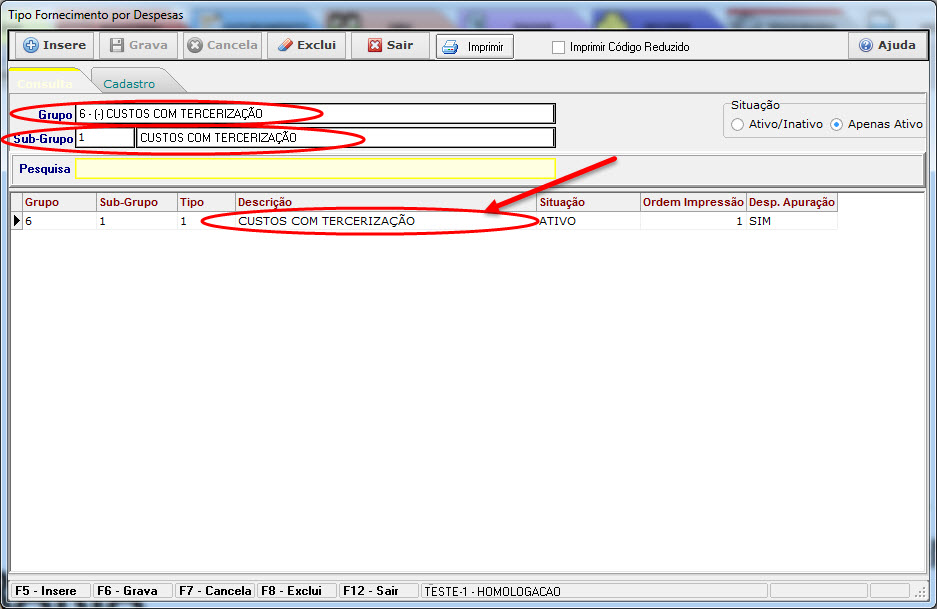 Tipo Fornecimento por Despesas
Insere Grava Cancela Exclui Sair Imprimir Imprimir Código Reduzido Ajuda
Consulta Cadastro
Grupo 6 - (-) CUSTOS COM TERCERIZAÇÃO
Situação
Sub-Grupo 1 CUSTOS COM TERCERIZAÇÃO
Ativo/Inativo Apenas Ativo
Pesquisa
Grupo Sub-Grupo Tipo Descrição Situação Ordem Impressão Desp. Apuração
6 1 1 CUSTOS COM TERCERIZAÇÃO ATIVO 1 SIM
F5 - Insere F6 - Grava F7 - Cancela F8 - Exclui F12 - Sair TESTE-1 - HOMOLOGACAO